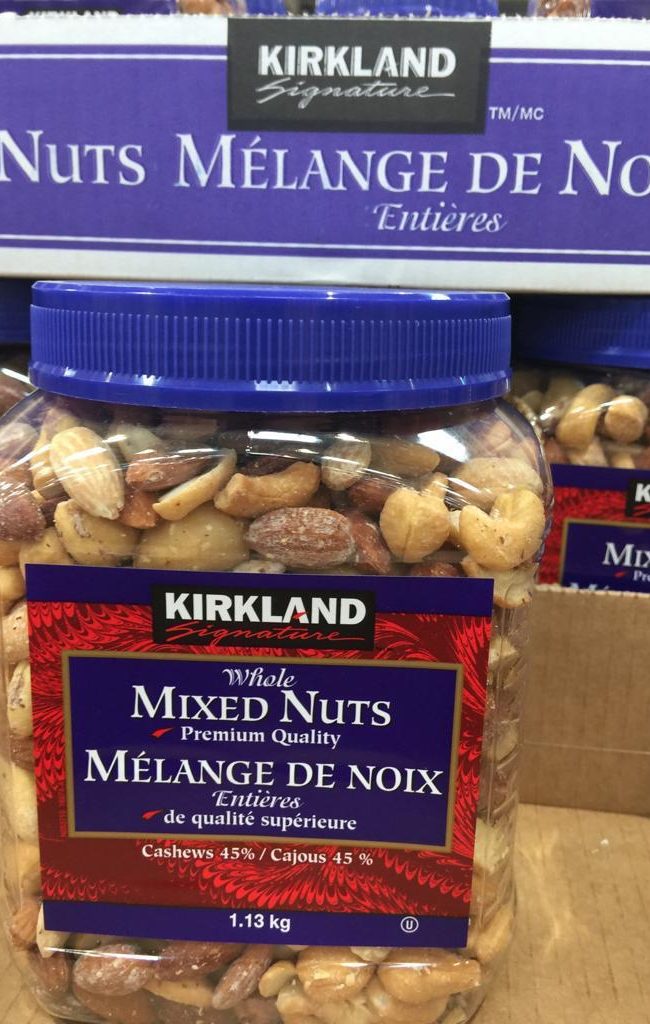 KIRKLAND
Signature
TM/MC
NUTS MÉLANGE DE
Entières
KIRKLAND
Signature
Whole
MIXED NUTS
Premium Quality
MÉLANGE DE NOIX
Entières
de qualité supérieure
Cashews 45% / Cajous 45 %
1.13 kg
U